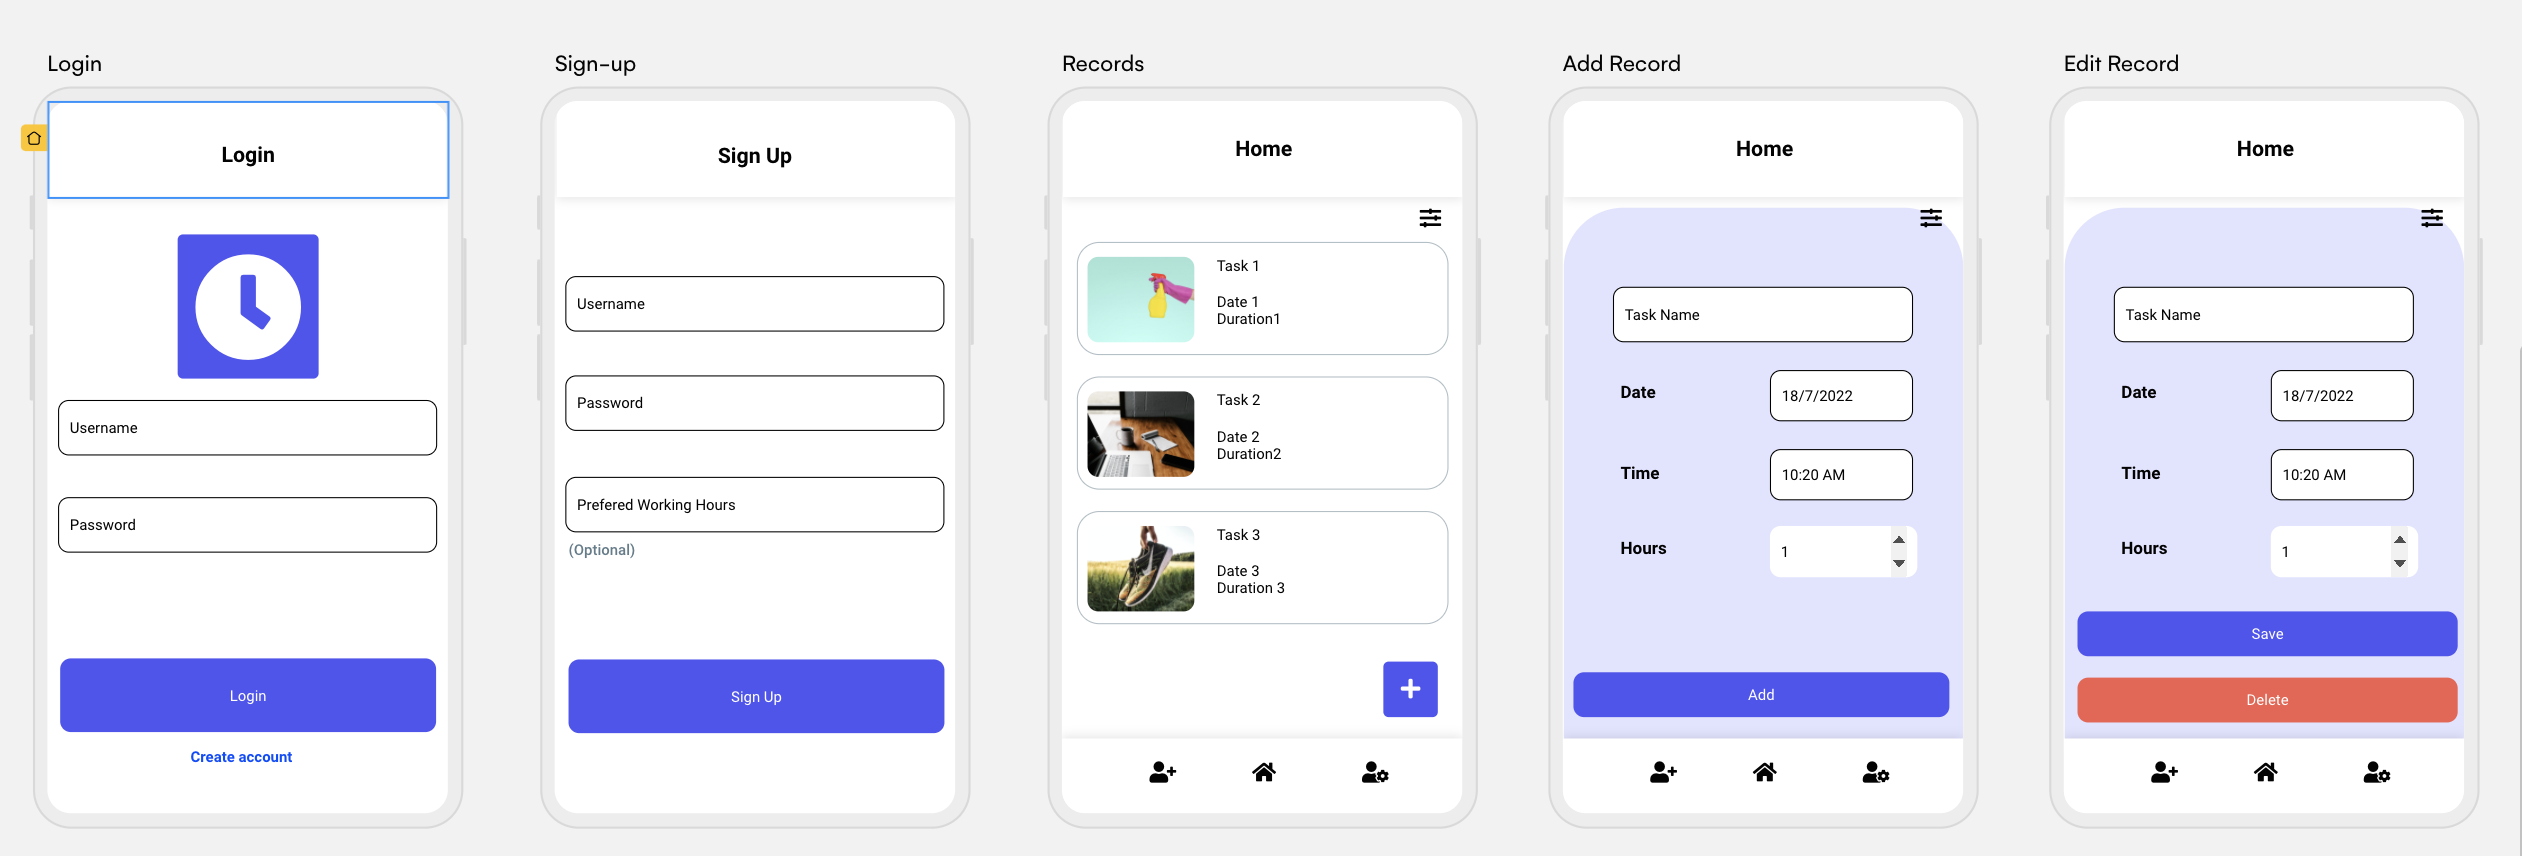 Login
Login
Username
Password
Login
Create account
Sign-up
Sign Up
Username
Password
Prefered Working Hours
(Optional)
Sign Up
Records
Home
Task 1
Date 1
Duration1
Task 2
Date 2
Duration2
Task 3
Date 3
Duration 3
Add Record
Home
Task Name
Date 18/7/2022
Time 10:20 AM
Hours 1
Add
Edit Record
Home
Task Name
Date 18/7/2022
Time 10:20 AM
Hours 1
Save
Delete